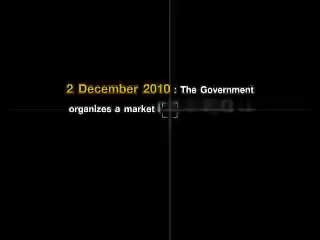 2 December 2010 : The Government
organizes a market